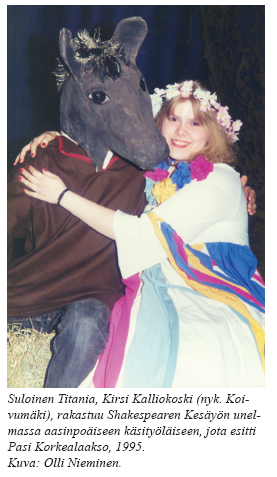 Suloinen Titania, Kirsi Kalliokoski (nyk. Koi-
vumäki), rakastuu Shakespearen Kesäyön unel-
massa aasinpöäiseen käsityöläiseen, jota esitti
Pasi Korkealaakso, 1995.
Kuva: Olli Nieminen.